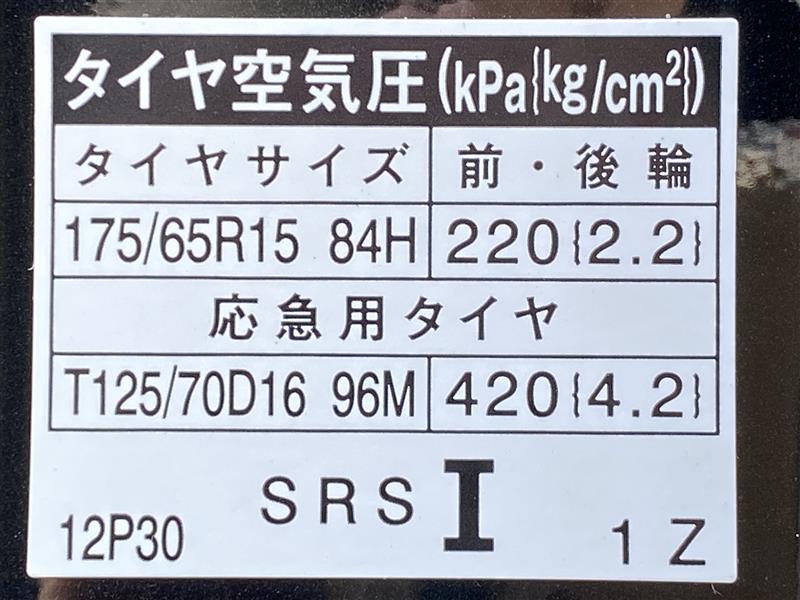 タイヤ空気圧(kPa{kg/cm²})
タイヤサイズ 前・後輪
175/65R15 84H 220{2.2}
応急用タイヤ
T125/70D16 96M 420{4.2}
SRS I
12P30 1 Z